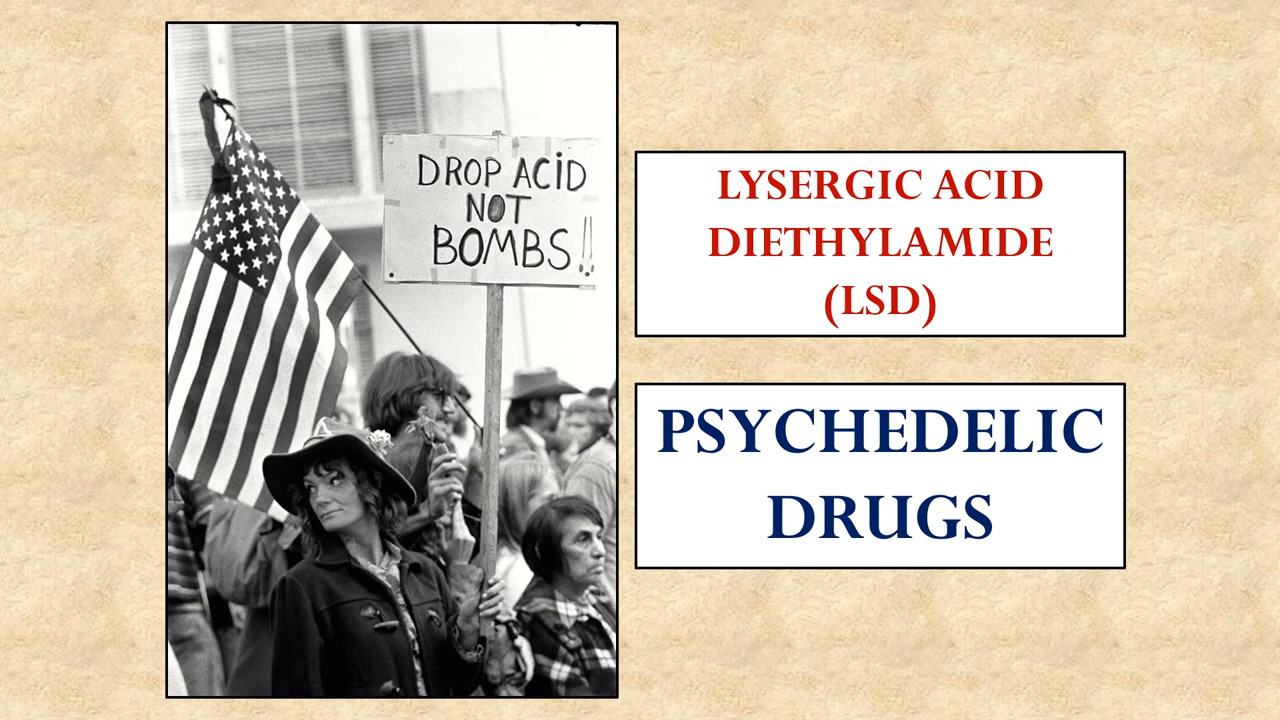 DROP ACID
NOT
BOMBS!!
LYSERGIC ACID
DIETHYLAMIDE
(LSD)
PSYCHEDELIC
DRUGS